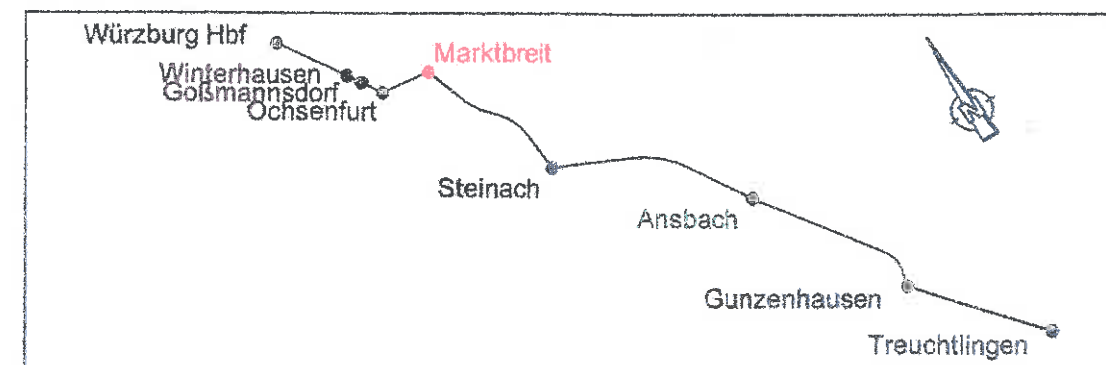 Würzburg Hbf
Marktbreit
Winterhausen
Goßmannsdorf
Ochsenfurt
Steinach
Ansbach
Gunzenhausen
Treuchtlingen
N